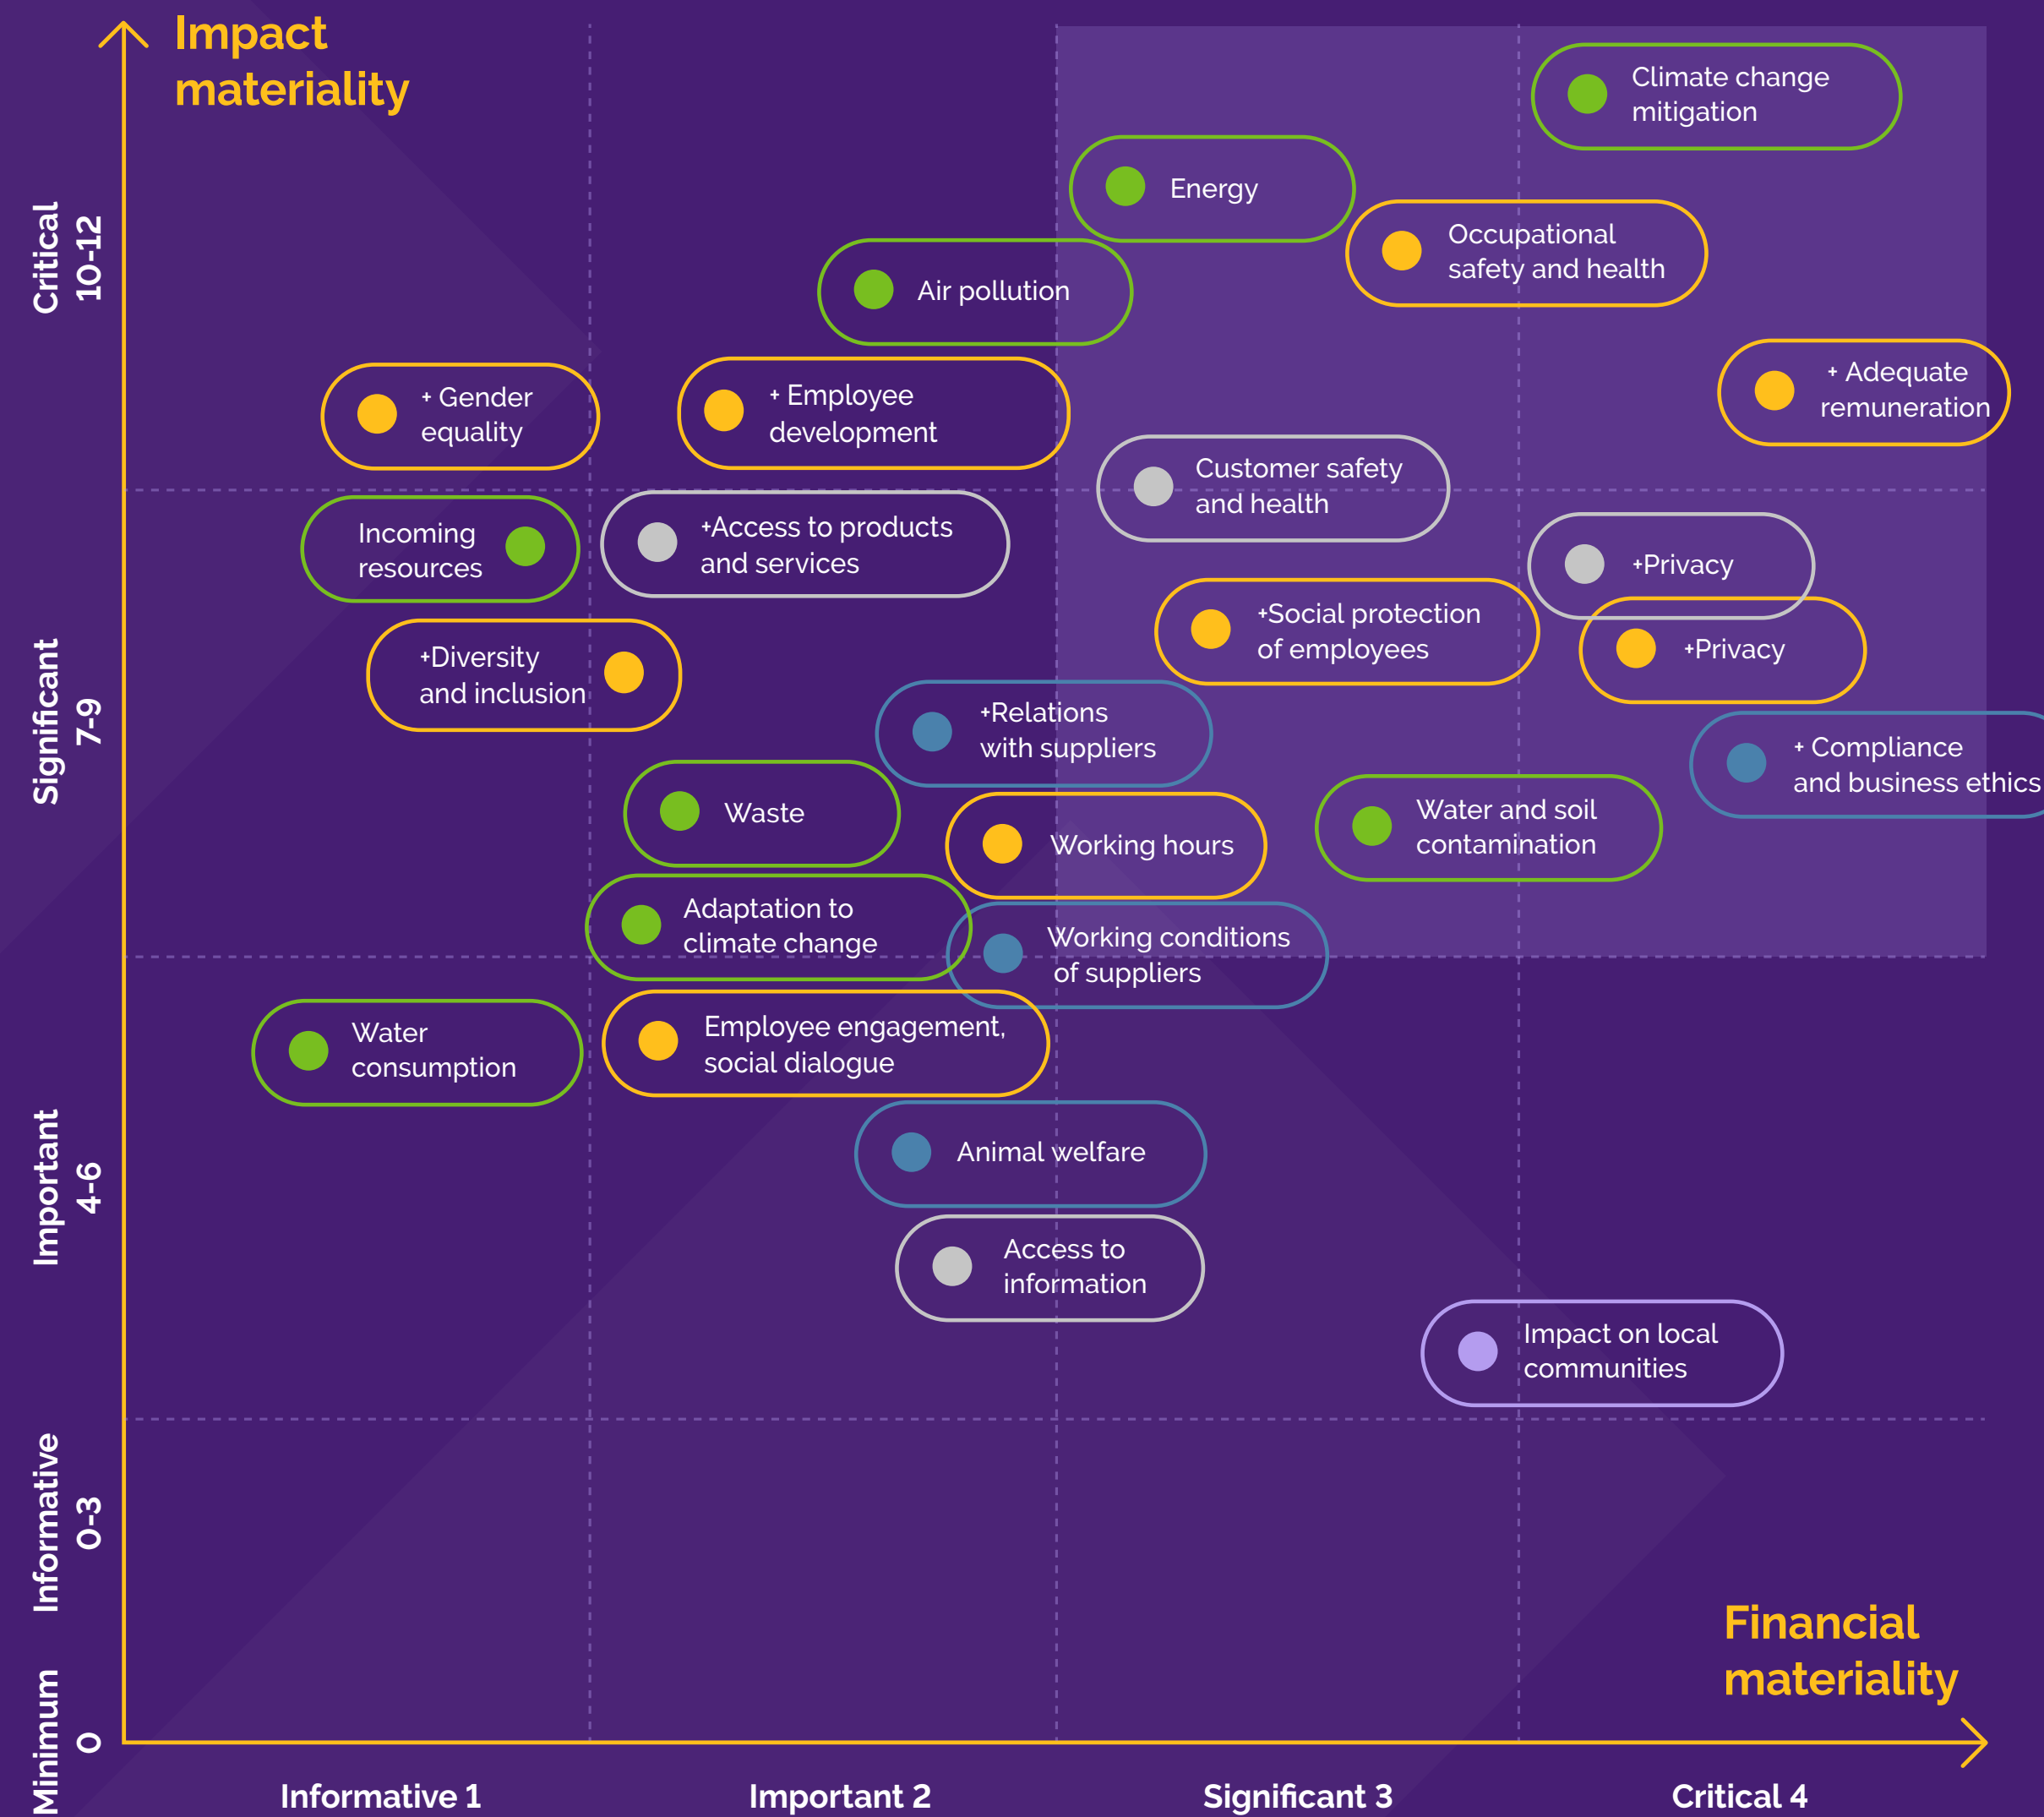 Impact
materiality
Climate change
mitigation
Energy
Occupational
safety and health
Air pollution
+ Adequate
remuneration
+ Gender
equality
+ Employee
development
Customer safety
and health
Incoming
resources
+Access to products
and services
+Privacy
+Social protection
of employees
+Privacy
+Diversity
and inclusion
+Relations
with suppliers
+ Compliance
and business ethics
Waste
Working hours
Water and soil
contamination
Adaptation to
climate change
Working conditions
of suppliers
Water
consumption
Employee engagement,
social dialogue
Animal welfare
Access to
information
Impact on local
communities
Critical
10-12
Significant
7-9
Important
4-6
Informative
0-3
Minimum
0
Financial
materiality
Informative 1
Important 2
Significant 3
Critical 4